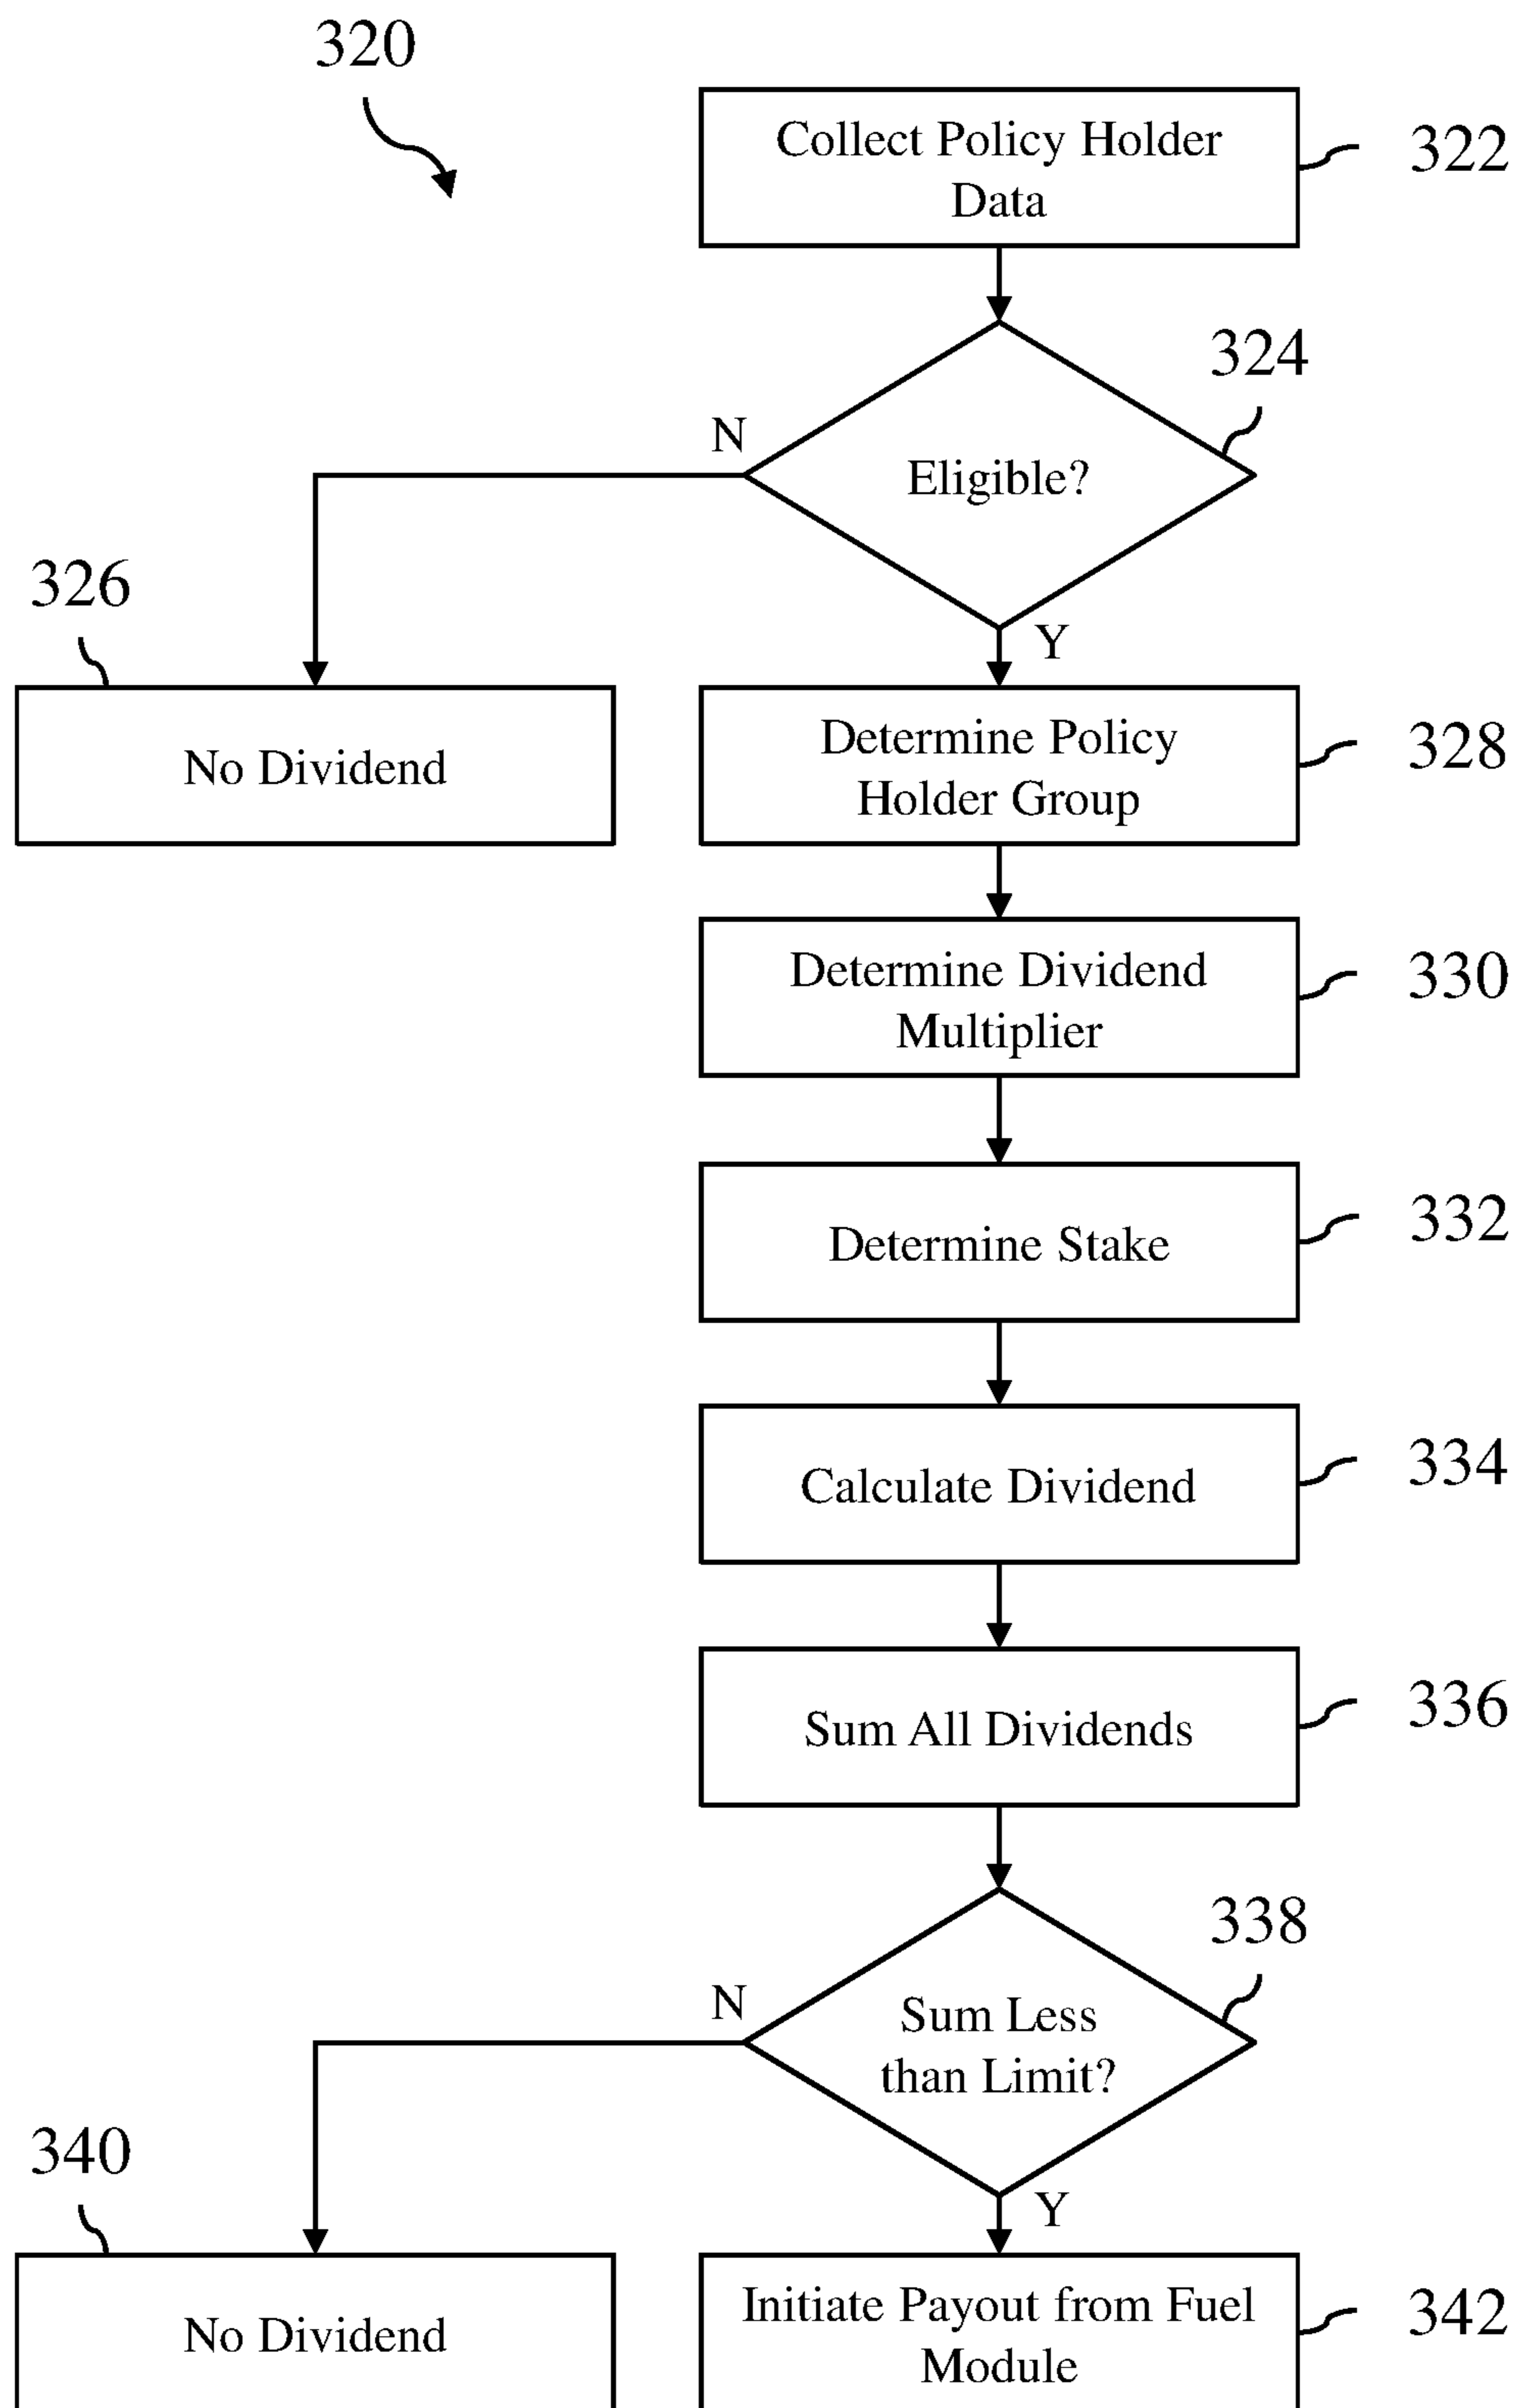 320
Collect Policy Holder
Data
322
324
N
Eligible?
326
Y
No Dividend
Determine Policy
Holder Group
328
Determine Dividend
Multiplier
330
Determine Stake
332
Calculate Dividend
334
Sum All Dividends
336
338
N
Sum Less
than Limit?
340
Y
No Dividend
Initiate Payout from Fuel
Module
342